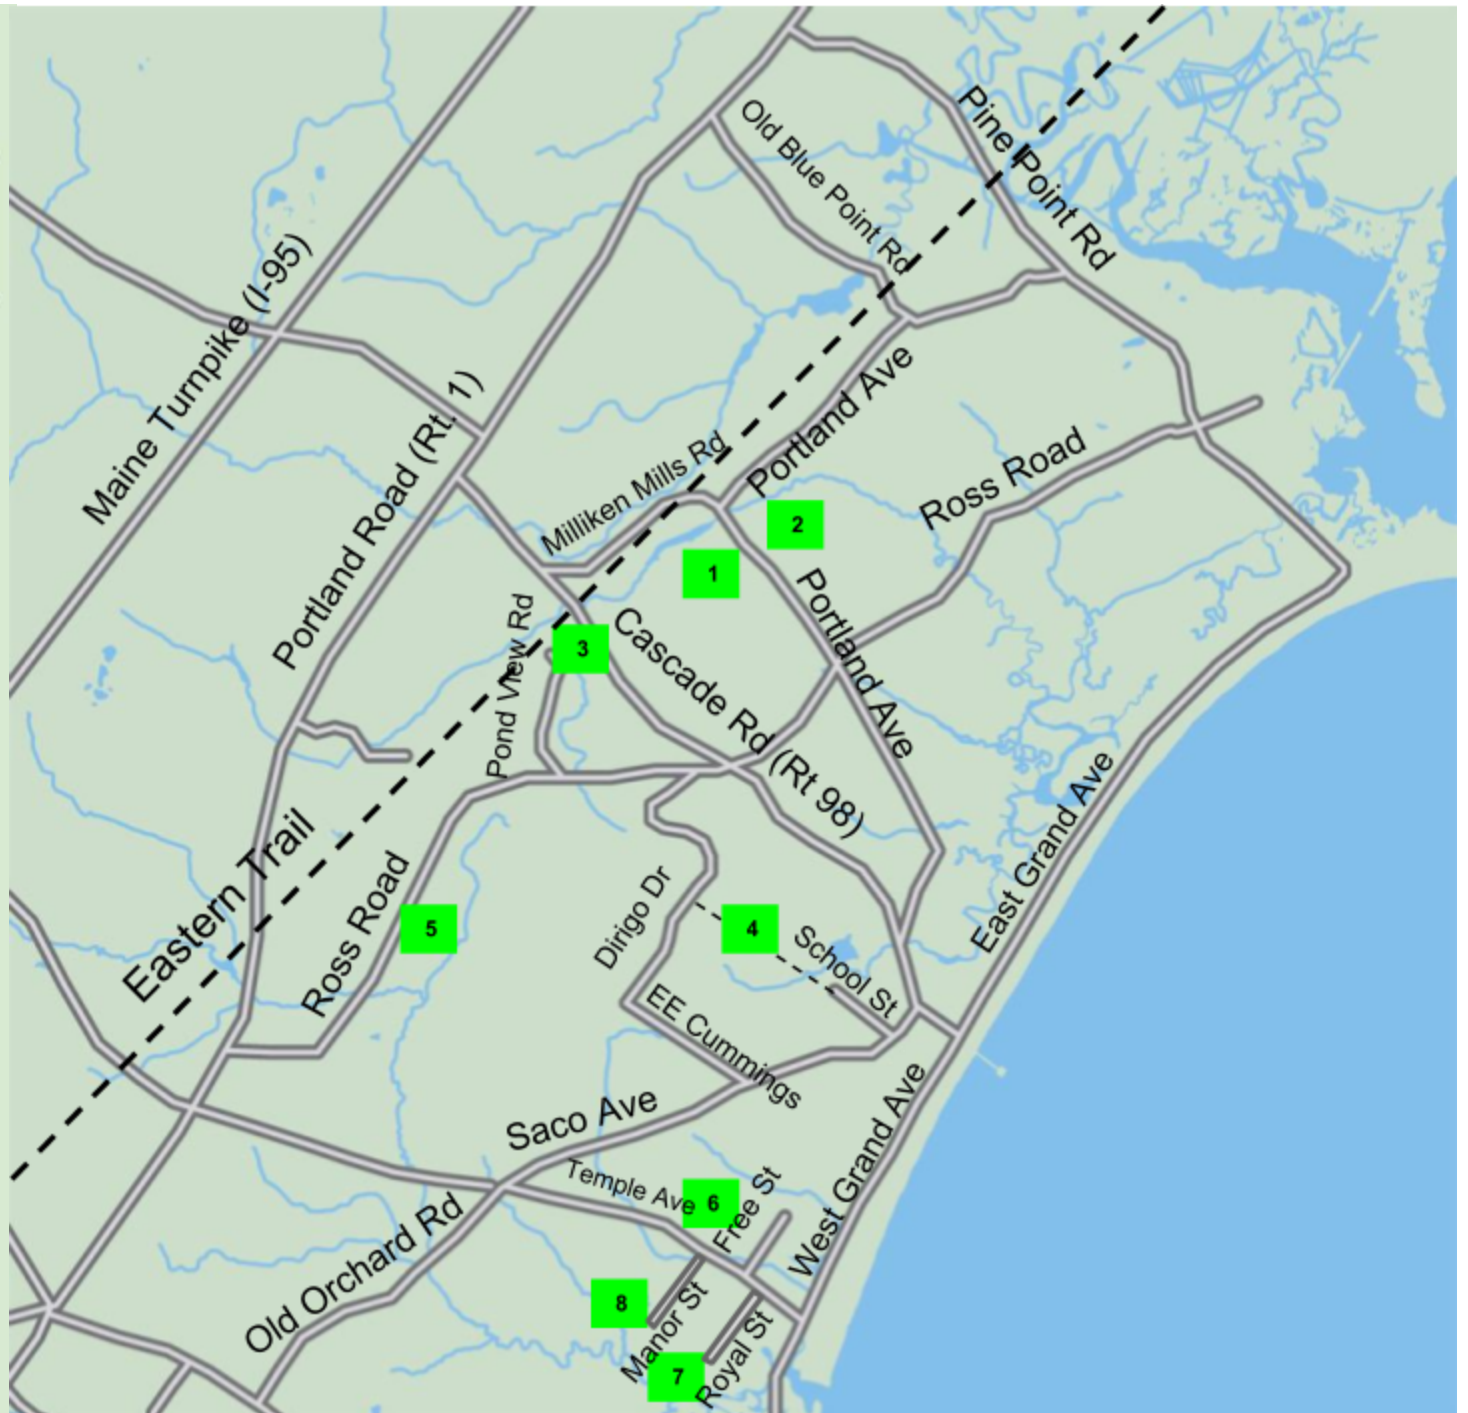 Pine Point Rd
Old Blue Point Rd
Maine Turnpike (I-95)
Portland Road (Rt. 1)
Milliken Mills Rd
Portland Ave
Ross Road
2
1
Portland Ave
Pond View Rd
3
Cascade Rd (Rt 98)
East Grand Ave
Eastern Trail
Ross Road
5
Dirigo Dr
4
School St
EE Cummings
Saco Ave
West Grand Ave
Temple Ave
6
Free St
Old Orchard Rd
8
Manor St
7
Royal St